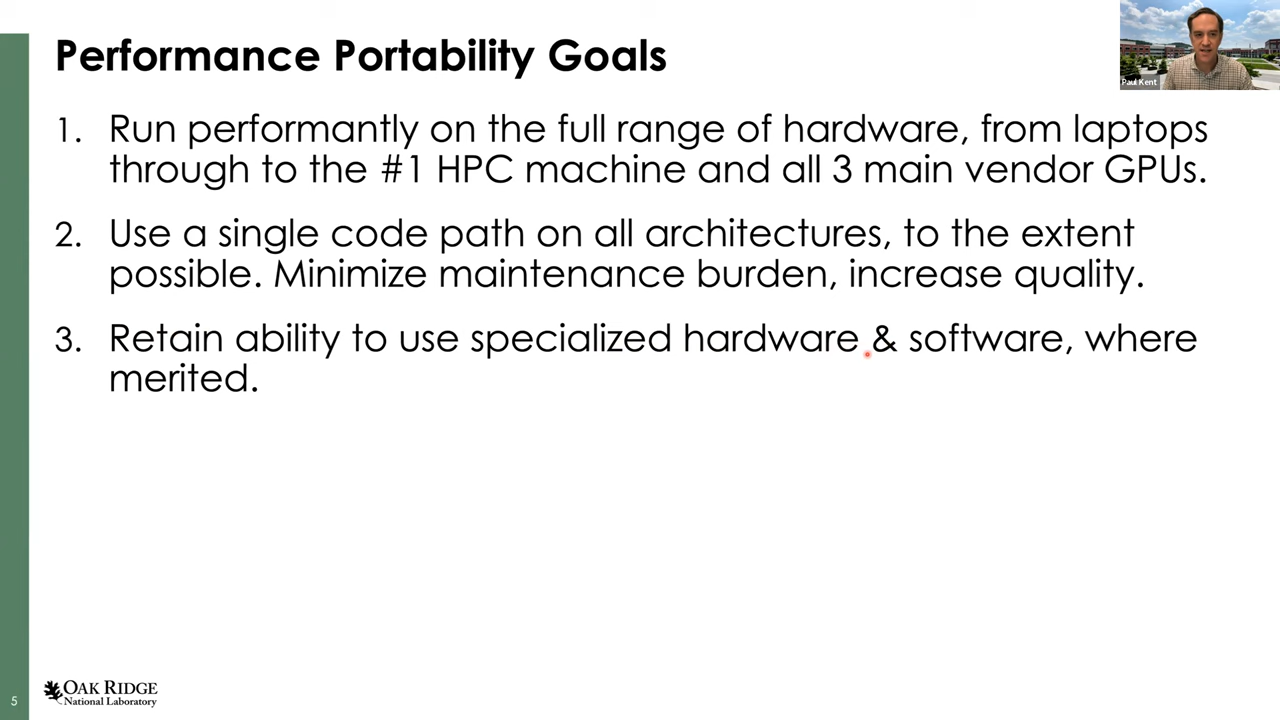 Performance Portability Goals
Paul Kent
1. Run performantly on the full range of hardware, from laptops
through to the #1 HPC machine and all 3 main vendor GPUs.
2. Use a single code path on all architectures, to the extent
possible. Minimize maintenance burden, increase quality.
3. Retain ability to use specialized hardware & software, where
merited.
5
OAK RIDGE
National Laboratory